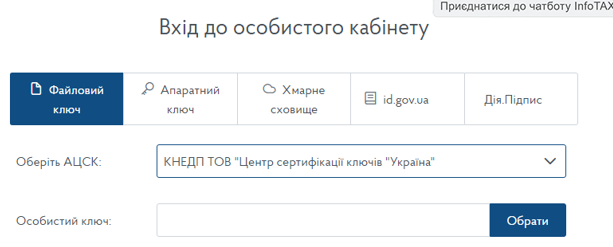 Приєднатися до чатботу InfoTAX
Вхід до особистого кабінету
Файловий
ключ
Апаратний
ключ
Хмарне
сховище
id.gov.ua
Дія.Підпис
Оберіть АЦСК:
КНЕДП ТОВ "Центр сертифікації ключів "Україна"
Особистий ключ:
Обрати